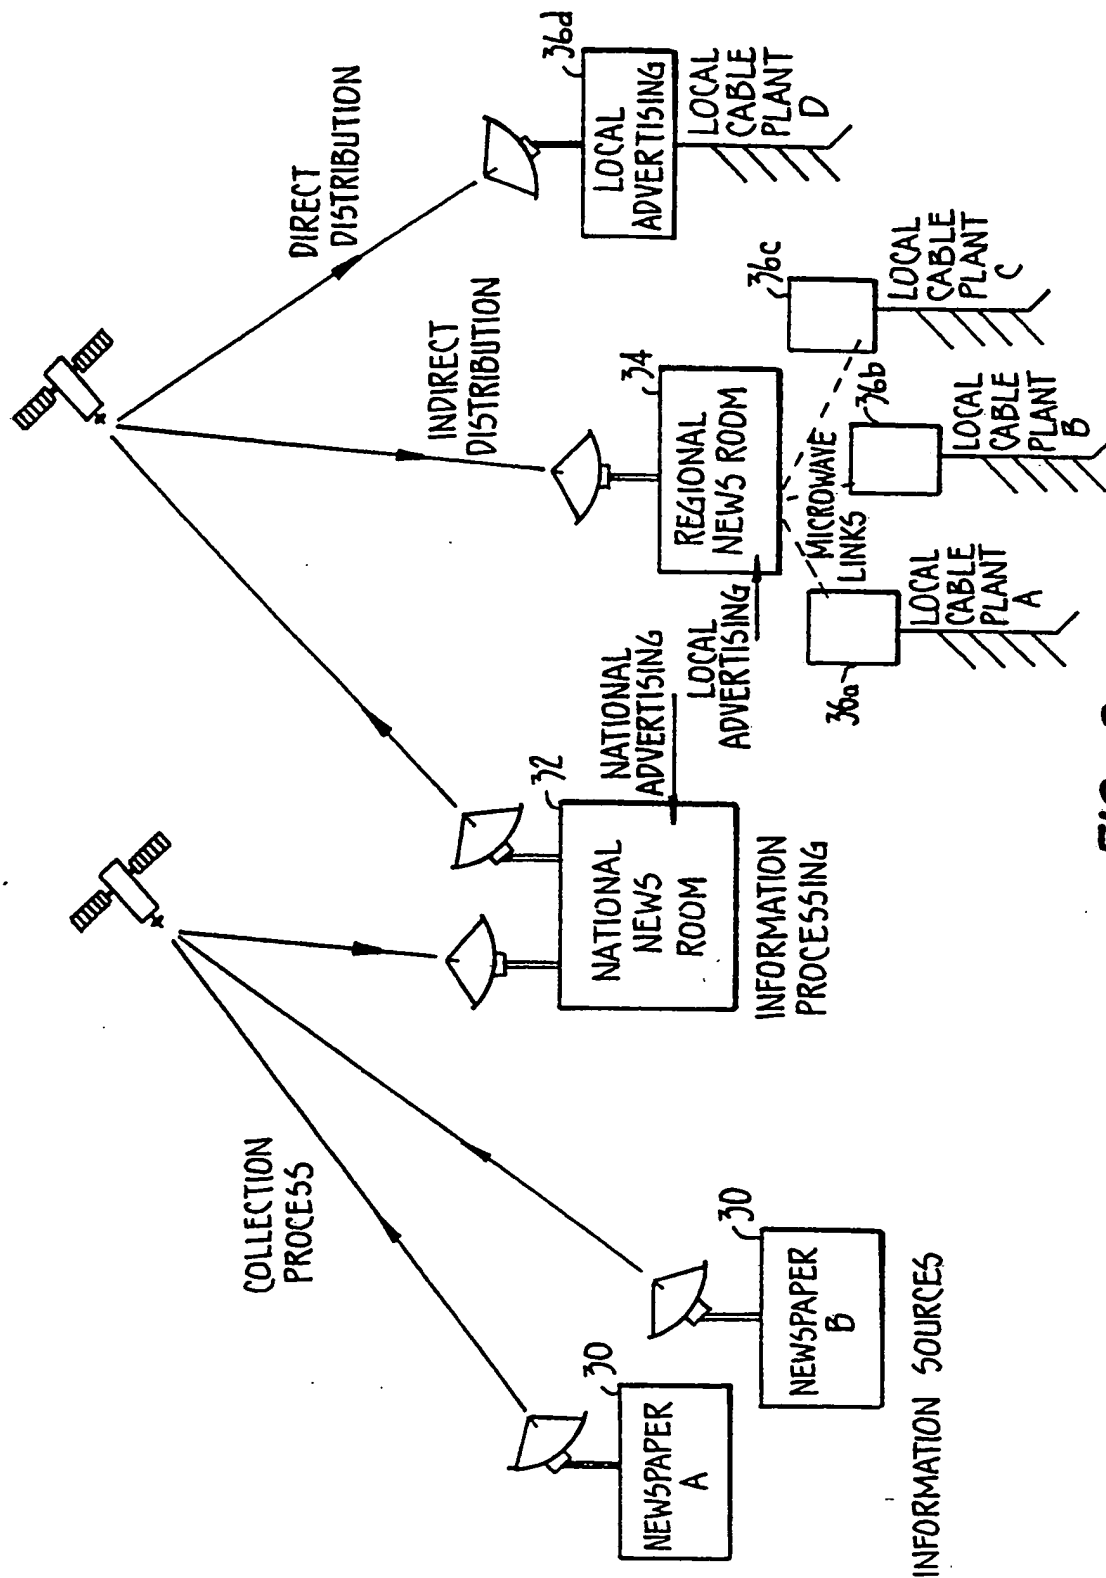 COLLECTION
PROCESS
DIRECT
DISTRIBUTION
INDIRECT
DISTRIBUTION
30
NEWSPAPER
A
30
NEWSPAPER
B
INFORMATION SOURCES
32
NATIONAL
NEWS
ROOM
INFORMATION
PROCESSING
NATIONAL
ADVERTISING
LOCAL
ADVERTISING
34
REGIONAL
NEWS ROOM
MICROWAVE
LINKS
36a
LOCAL
CABLE
PLANT
A
36b
LOCAL
CABLE
PLANT
B
36c
LOCAL
CABLE
PLANT
C
36d
LOCAL
ADVERTISING
LOCAL
CABLE
PLANT
D